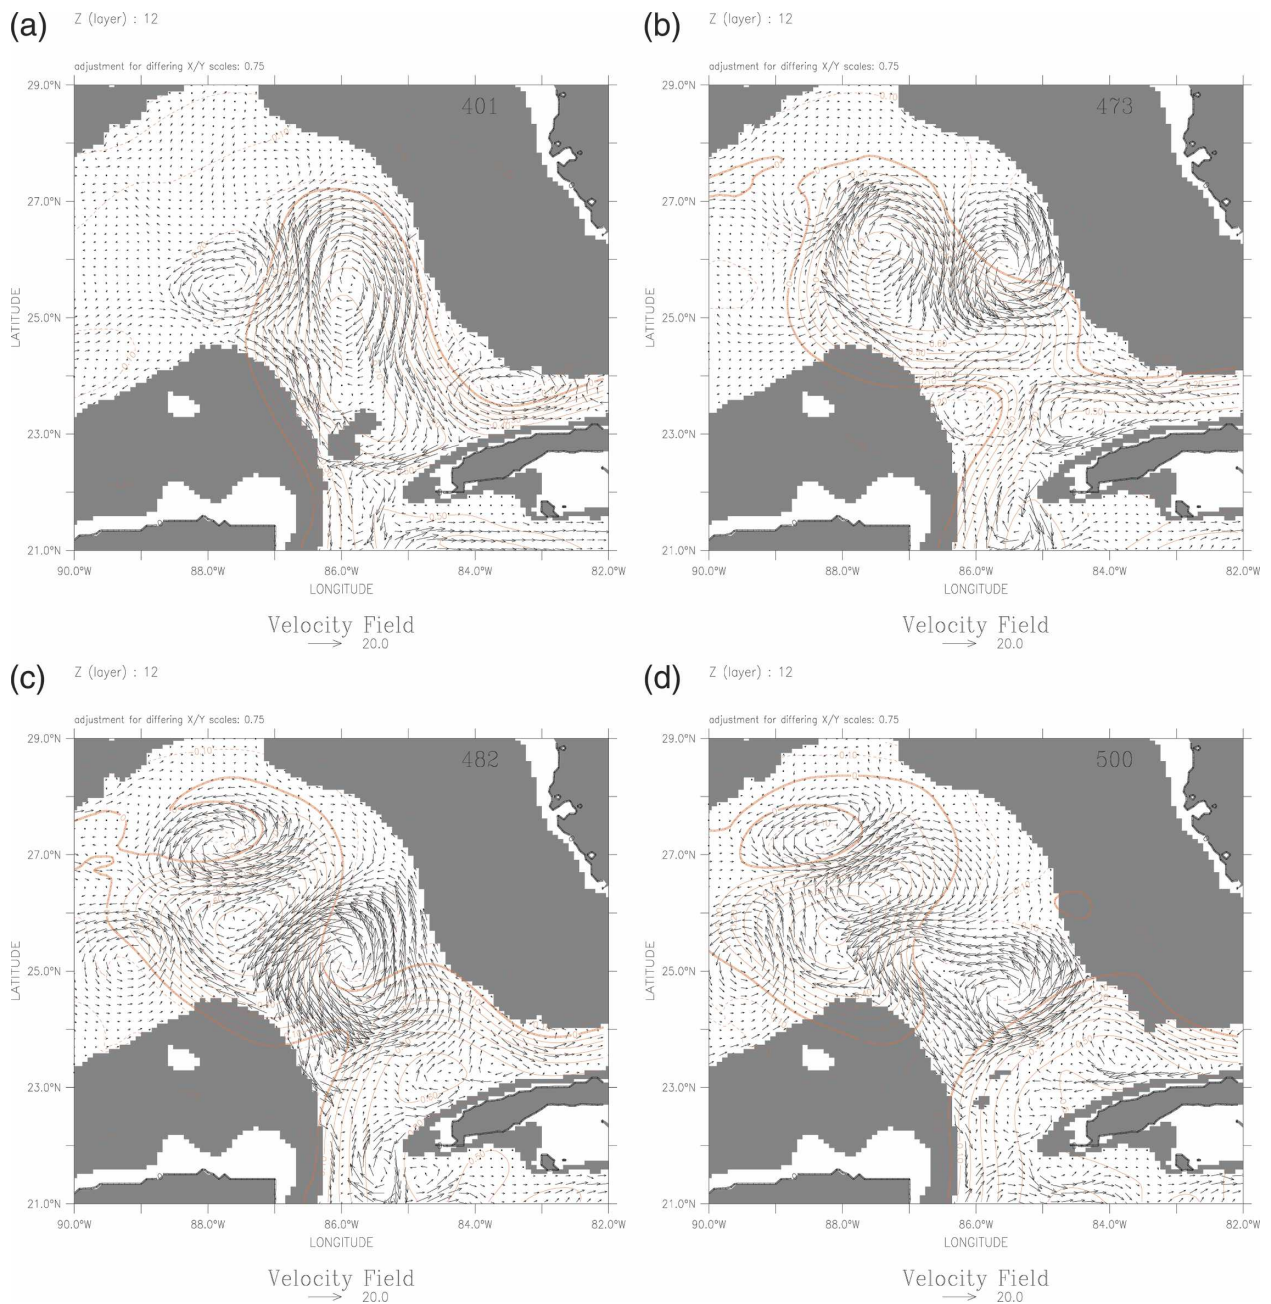 (a) Z (layer) : 12
adjustment for differing X/Y scales: 0.75
401
29.0°N
27.0°N
25.0°N
23.0°N
21.0°N
LATITUDE
90.0°W 88.0°W 86.0°W 84.0°W 82.0°W
LONGITUDE
Velocity Field
20.0
(b) Z (layer) : 12
adjustment for differing X/Y scales: 0.75
473
29.0°N
27.0°N
25.0°N
23.0°N
21.0°N
LATITUDE
90.0°W 88.0°W 86.0°W 84.0°W 82.0°W
LONGITUDE
Velocity Field
20.0
(c) Z (layer) : 12
adjustment for differing X/Y scales: 0.75
482
29.0°N
27.0°N
25.0°N
23.0°N
21.0°N
LATITUDE
90.0°W 88.0°W 86.0°W 84.0°W 82.0°W
LONGITUDE
Velocity Field
20.0
(d) Z (layer) : 12
adjustment for differing X/Y scales: 0.75
500
29.0°N
27.0°N
25.0°N
23.0°N
21.0°N
LATITUDE
90.0°W 88.0°W 86.0°W 84.0°W 82.0°W
LONGITUDE
Velocity Field
20.0